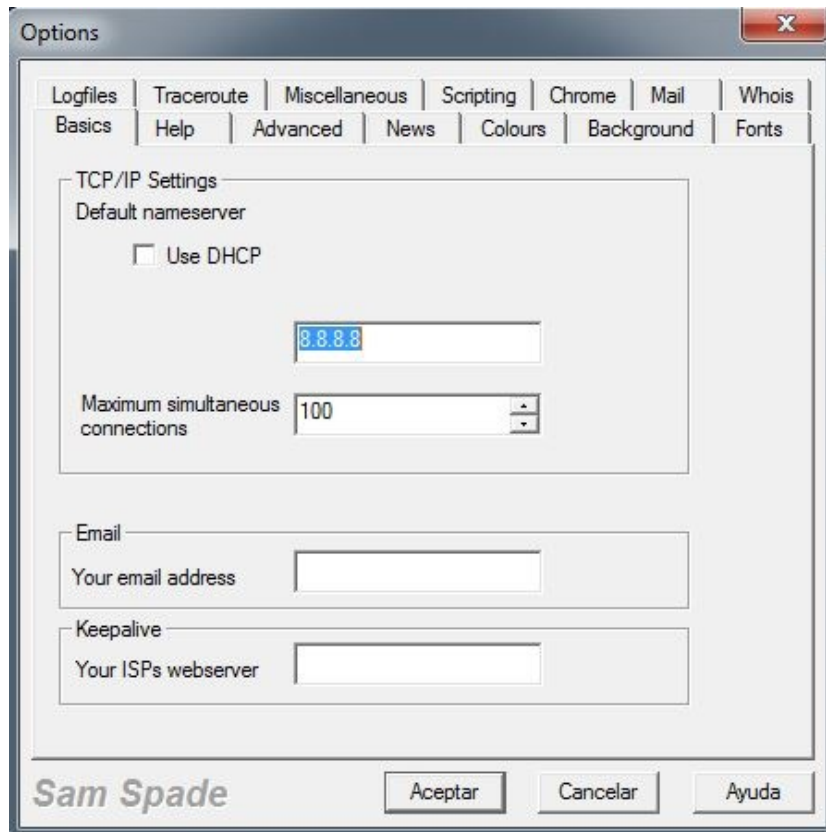 Options
Logfiles Traceroute Miscellaneous Scripting Chrome Mail Whois
Basics Help Advanced News Colours Background Fonts
TCP/IP Settings
Default nameserver
Use DHCP
8.8.8.8
Maximum simultaneous
connections
100
Email
Your email address
Keepalive
Your ISPs webserver
Sam Spade Aceptar Cancelar Ayuda